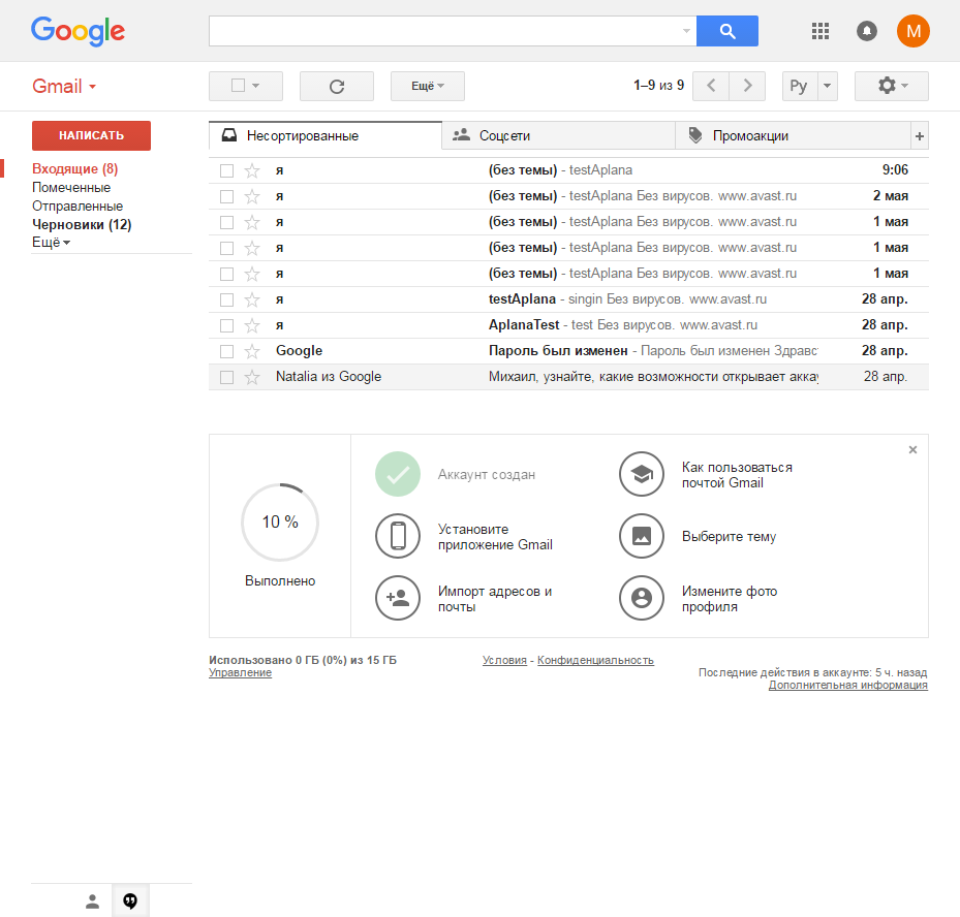 Google
M
Gmail
Ещё
1–9 из 9
Ру
НАПИСАТЬ
Входящие (8)
Помеченные
Отправленные
Черновики (12)
Ещё
Несортированные
Соцсети
Промоакции
+
я (без темы) - testAplana 9:06
я (без темы) - testAplana Без вирусов. www.avast.ru 2 мая
я (без темы) - testAplana Без вирусов. www.avast.ru 1 мая
я (без темы) - testAplana Без вирусов. www.avast.ru 1 мая
я (без темы) - testAplana Без вирусов. www.avast.ru 1 мая
я testAplana - singin Без вирусов. www.avast.ru 28 апр.
я AplanaTest - test Без вирусов. www.avast.ru 28 апр.
Google Пароль был изменен - Пароль был изменен Здравс 28 апр.
Natalia из Google Михаил, узнайте, какие возможности открывает акка 28 апр.
10 %
Выполнено
Аккаунт создан
Как пользоваться
почтой Gmail
Установите
приложение Gmail
Выберите тему
Импорт адресов и
почты
Измените фото
профиля
Использовано 0 ГБ (0%) из 15 ГБ
Управление
Условия - Конфиденциальность
Последние действия в аккаунте: 5 ч. назад
Дополнительная информация